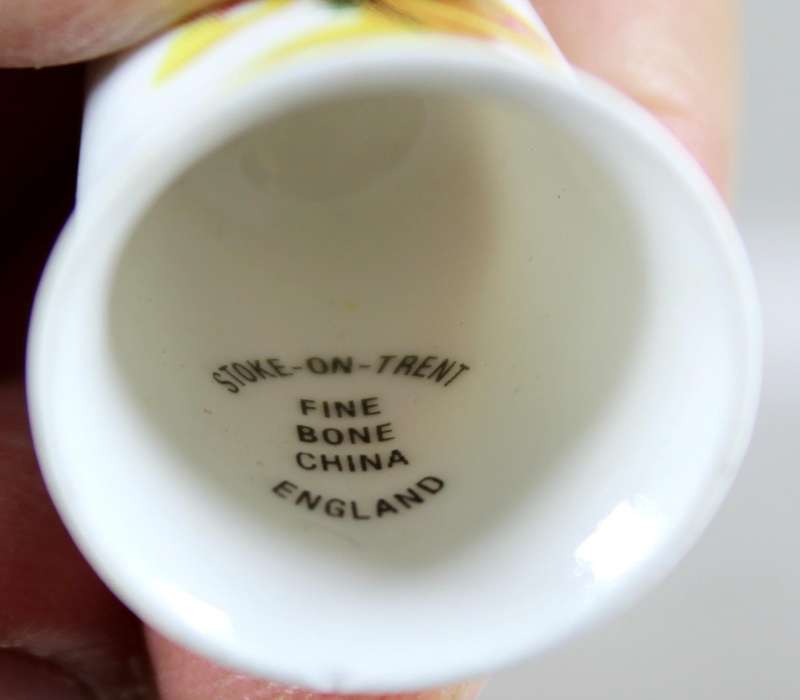 STOKE-ON-TRENT
FINE
BONE
CHINA
ENGLAND